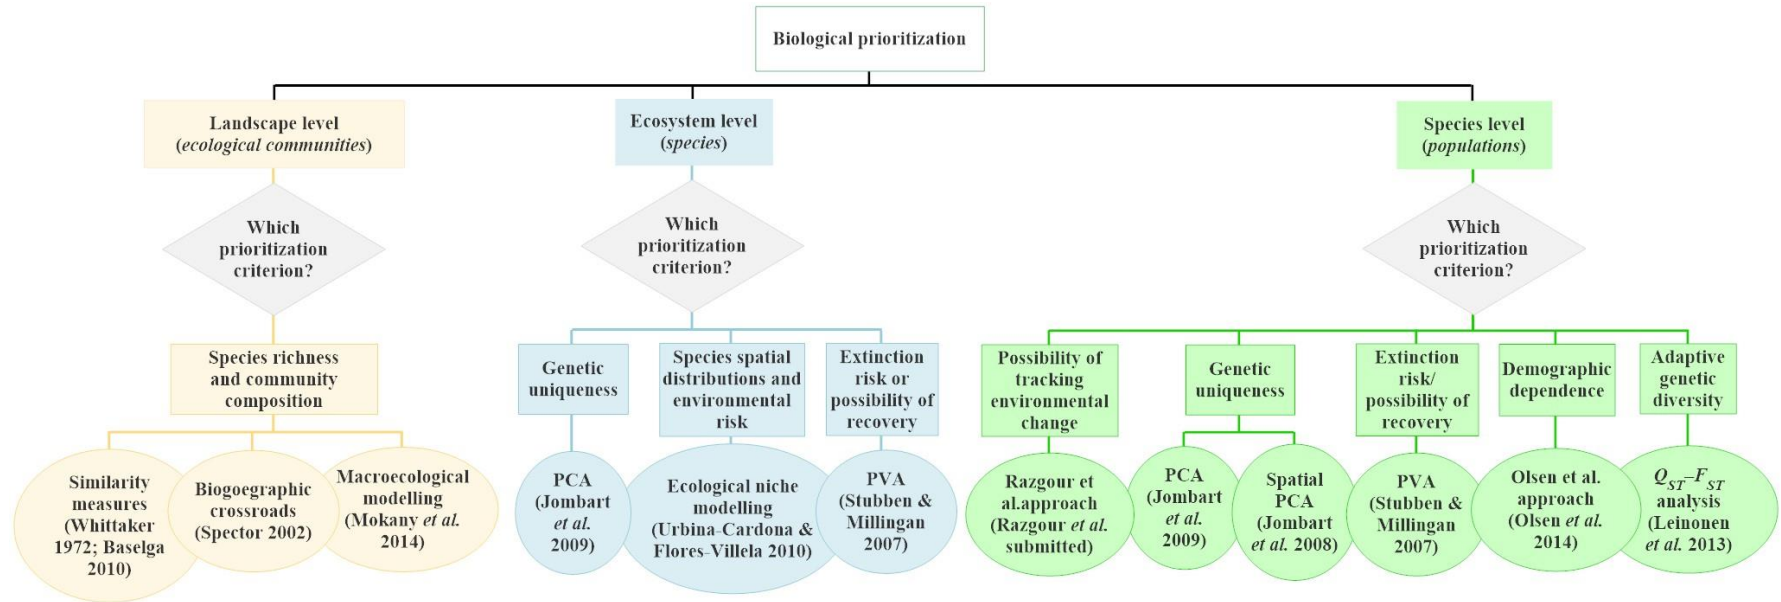 Biological prioritization
Landscape level
(ecological communities)
Ecosystem level
(species)
Species level
(populations)
Which
prioritization
criterion?
Which
prioritization
criterion?
Which
prioritization
criterion?
Species richness
and community
composition
Genetic
uniqueness
Species spatial
distributions and
environmental
risk
Extinction
risk or
possibility of
recovery
Possibility of
tracking
environmental
change
Genetic
uniqueness
Extinction
risk/
possibility of
recovery
Demographic
dependence
Adaptive
genetic
diversity
Similarity
measures
(Whittaker
1972; Baselga
2010)
Biogoegraphic
crossroads
(Spector 2002)
Macroecological
modelling
(Mokany et al.
2014)
PCA
(Jombart
et al.
2009)
Ecological niche
modelling
(Urbina-Cardona &
Flores-Villela 2010)
PVA
(Stubben &
Millingan
2007)
Razgour et
al.approach
(Razgour et al.
submitted)
PCA
(Jombart
et al.
2009)
Spatial
PCA
(Jombart
et al. 2008)
PVA
(Stubben &
Millingan
2007)
Olsen et al.
approach
(Olsen et al.
2014)
Q_ST–F_ST
analysis
(Leinonen
et al. 2013)